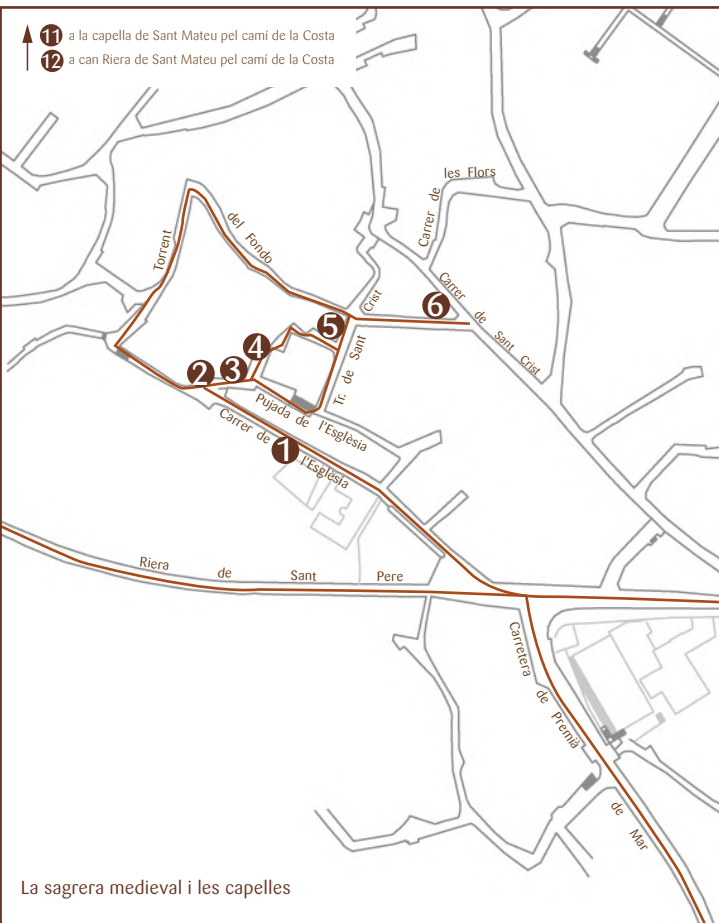 11 a la capella de Sant Mateu pel camí de la Costa
12 a can Riera de Sant Mateu pel camí de la Costa
Carrer de les Flors
Torrent del Fondo
Tr. de Sant Crist
Carrer de Sant Crist
6
5
4
3
2
Pujada de l'Esglèsia
1
Carrer de l'Esglèsia
Riera de Sant Pere
Carretera de Premià de Mar
La sagrera medieval i les capelles